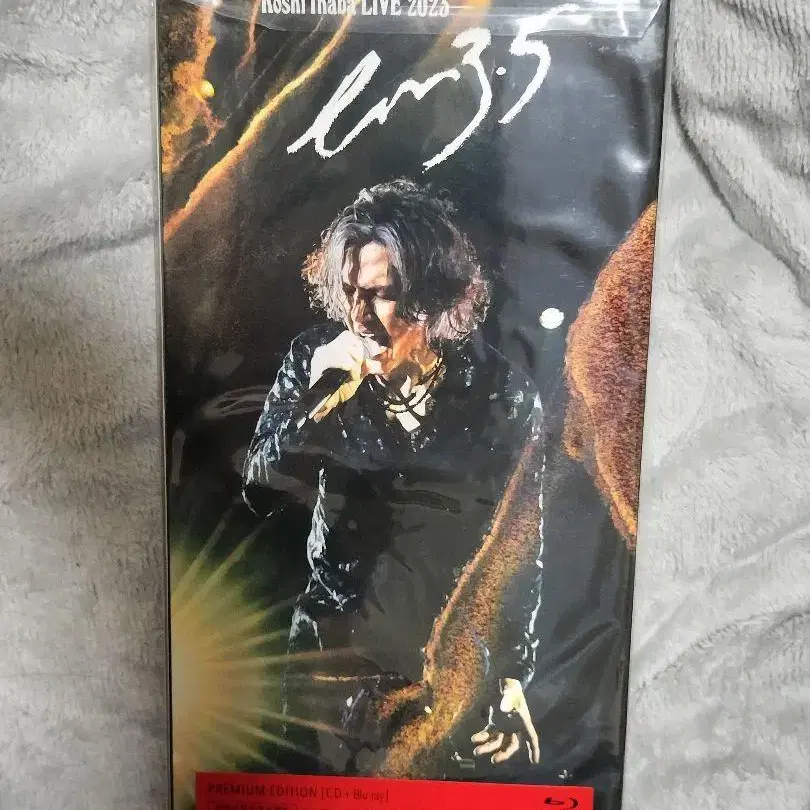 Koshi Inaba LIVE 2023
en3.5
PREMIUM EDITION [CD + Blu-ray]